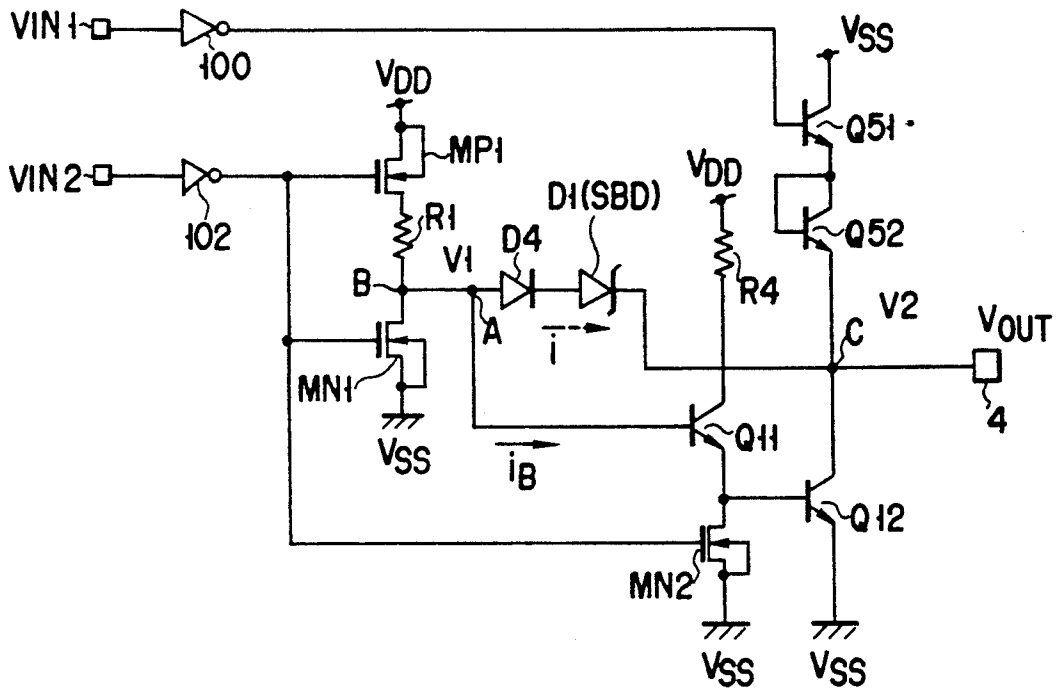 VIN1
100
VSS
Q51
VDD
MP1
VIN2
102
R1
VDD
D1(SBD)
D4
Q52
V1
B
A
i
R4
V2
C
VOUT
4
MN1
VSS
iB
Q11
Q12
MN2
VSS
VSS